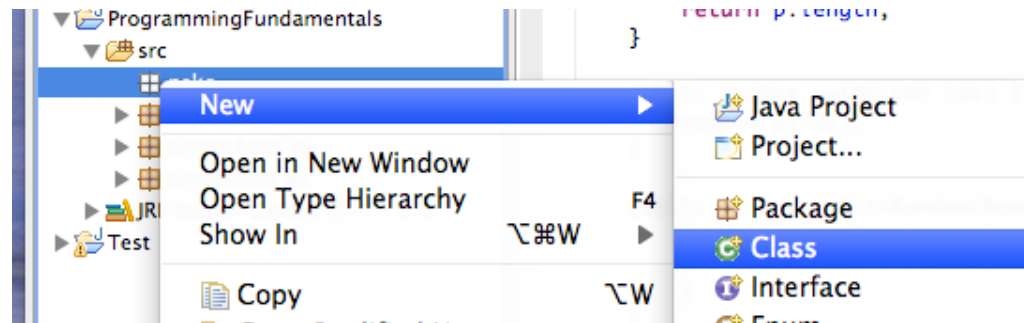 ProgrammingFundamentals
src
Test
return p.length;
}
New
Open in New Window
Open Type Hierarchy F4
Show In ⌥⌘W
Copy ⌥W
Java Project
Project...
Package
Class
Interface
Enum